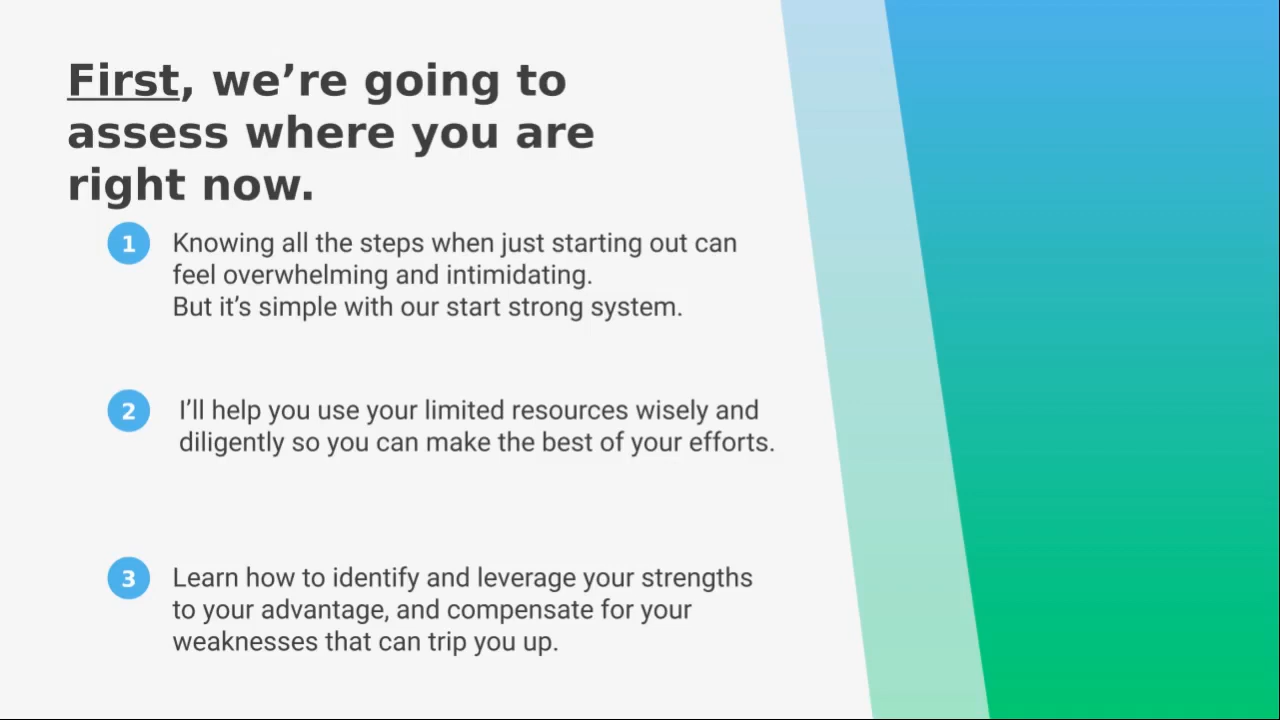 First, we’re going to
assess where you are
right now.
1 Knowing all the steps when just starting out can
feel overwhelming and intimidating.
But it’s simple with our start strong system.
2 I’ll help you use your limited resources wisely and
diligently so you can make the best of your efforts.
3 Learn how to identify and leverage your strengths
to your advantage, and compensate for your
weaknesses that can trip you up.